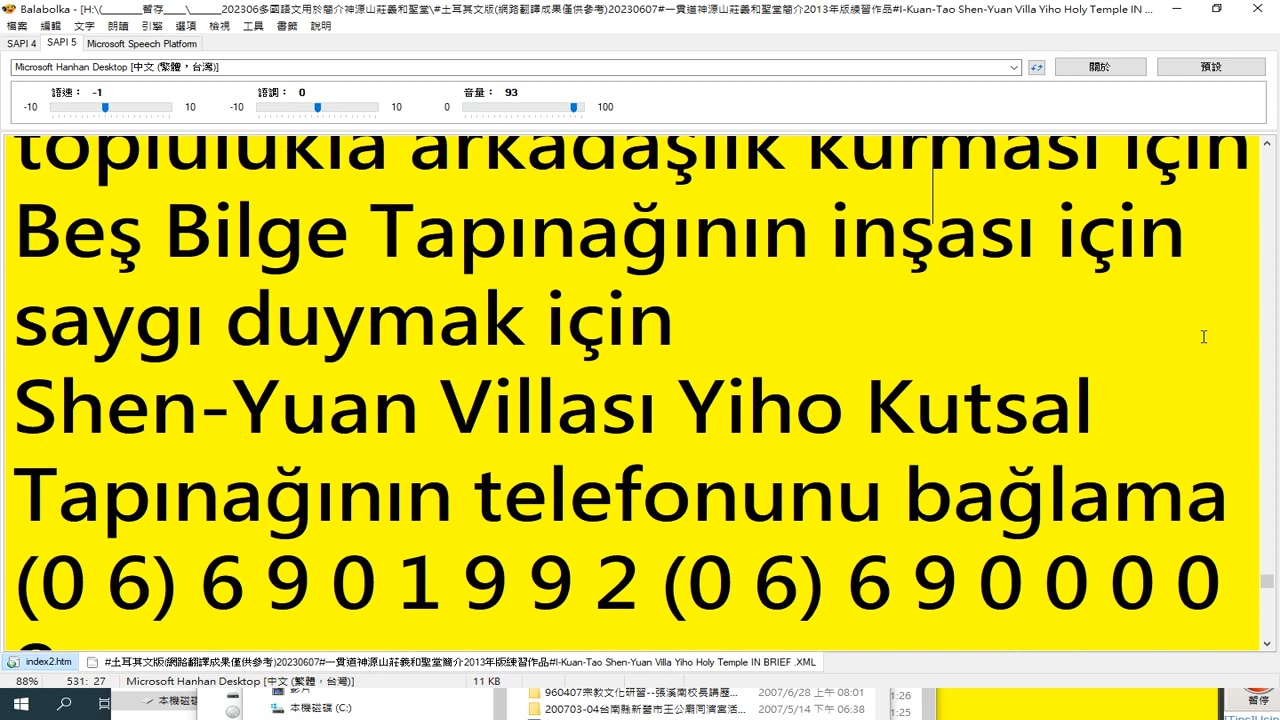 Balabolka - [H:\(_______暫存____\______202306多國語文用於簡介神源山莊義和聖堂\#土耳其文版(網路翻譯成果僅供參考)20230607#一貫道神源山莊義和聖堂簡介2013年版練習作品#I-Kuan-Tao Shen-Yuan Villa Yiho Holy Temple IN ...
檔案 編輯 文字 朗讀 引擎 選項 檢視 工具 書籤 說明
SAPI 4 SAPI 5 Microsoft Speech Platform
Microsoft Hanhan Desktop [中文 (繁體，台灣)] 關於 預設
語速： -1 語調： 0 音量： 93
-10 10 -10 10 0 100
toplulukla arkadaşlık kurması için
Beş Bilge Tapınağının inşası için
saygı duymak için
Shen-Yuan Villası Yiho Kutsal
Tapınağının telefonunu bağlama
(0 6) 6 9 0 1 9 9 2 (0 6) 6 9 0 0 0 0
index2.htm #土耳其文版(網路翻譯成果僅供參考)20230607#一貫道神源山莊義和聖堂簡介2013年版練習作品#I-Kuan-Tao Shen-Yuan Villa Yiho Holy Temple IN BRIEF .XML
88% 531: 27 Microsoft Hanhan Desktop [中文 (繁體，台灣)] 11 KB
本機磁碟 影片 960407宗教文化研習--張溪南校長講歷... 2007/6/25 上午 08:01 1:26 暫停
本機磁碟 (C:) 200703-04台南縣新營市王公廟同濟宮活... 2007/5/14 下午 06:38 1:25